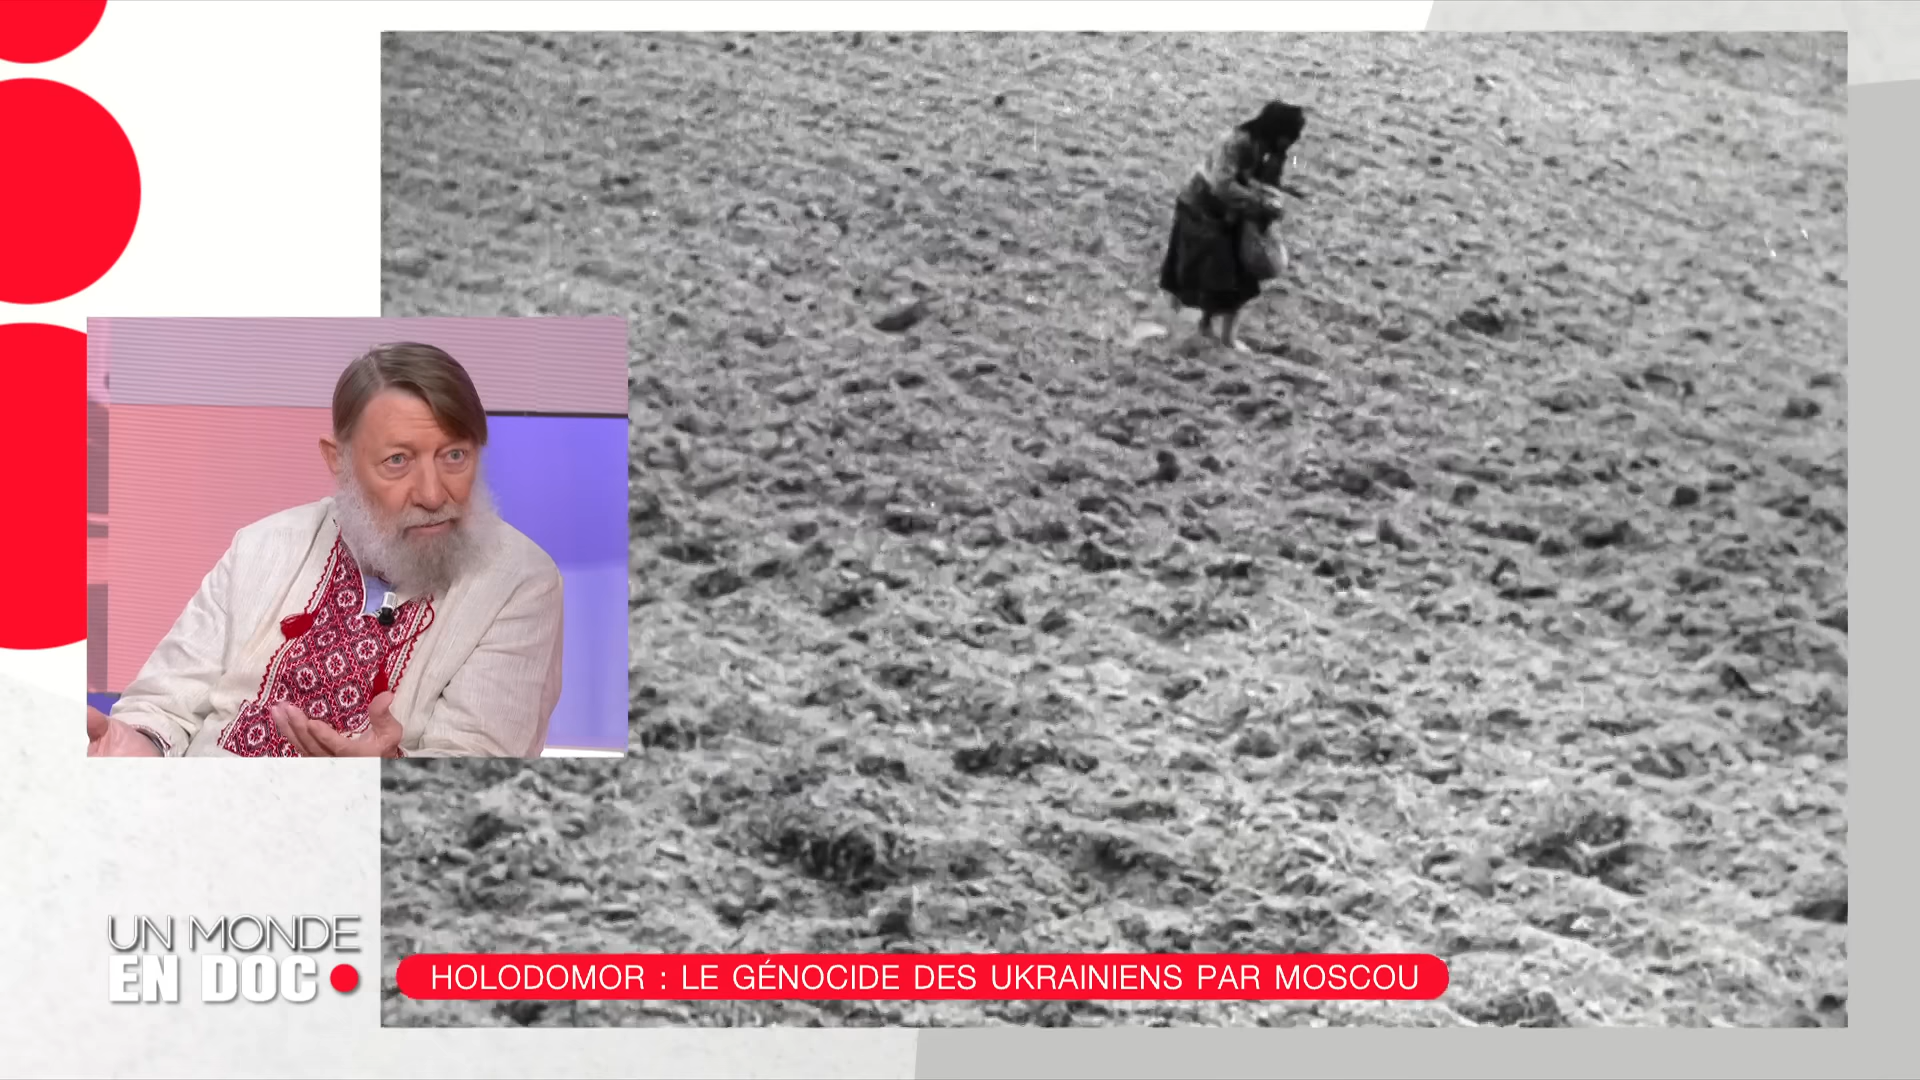 UN MONDE
EN DOC
HOLODOMOR : LE GÉNOCIDE DES UKRAINIENS PAR MOSCOU